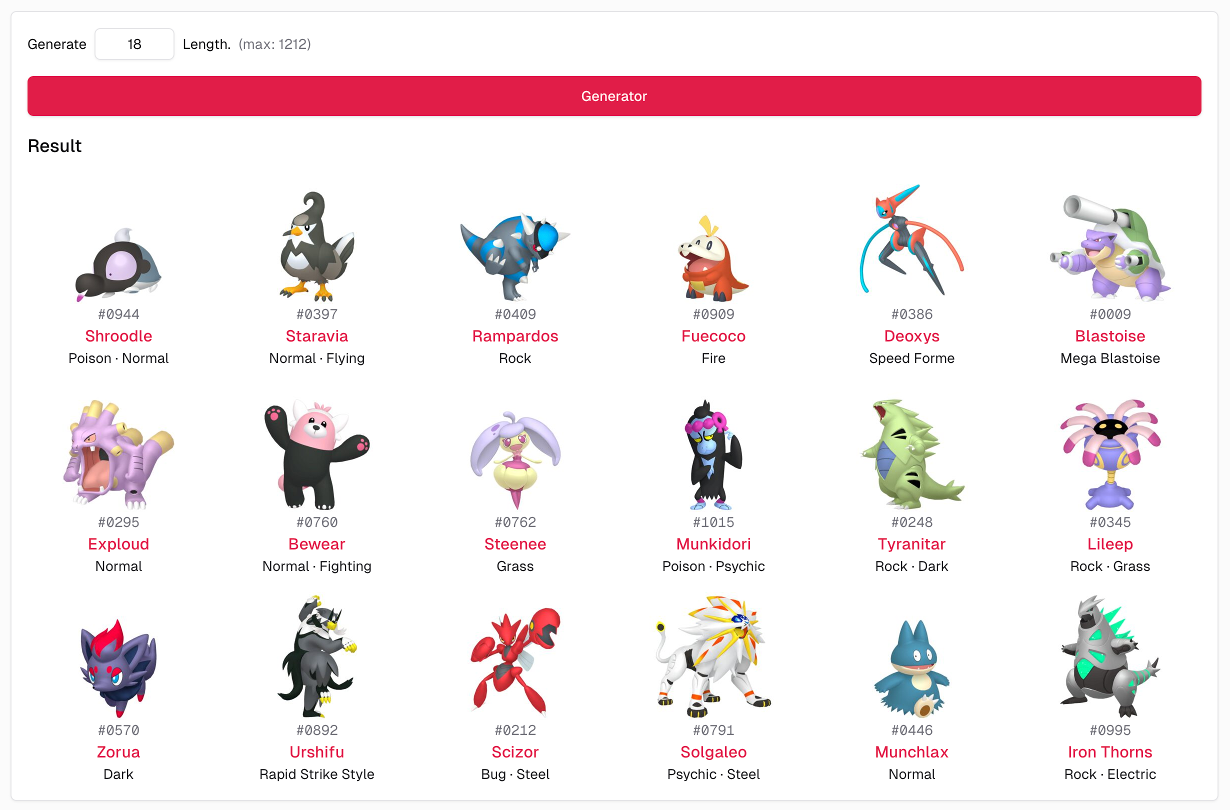 Generate 18 Length. (max: 1212)
Generator
Result
#0944 #0397 #0409 #0909 #0386 #0009
Shroodle Staravia Rampardos Fuecoco Deoxys Blastoise
Poison · Normal Normal · Flying Rock Fire Speed Forme Mega Blastoise
#0295 #0760 #0762 #1015 #0248 #0345
Exploud Bewear Steenee Munkidori Tyranitar Lileep
Normal Normal · Fighting Grass Poison · Psychic Rock · Dark Rock · Grass
#0570 #0892 #0212 #0791 #0446 #0995
Zorua Urshifu Scizor Solgaleo Munchlax Iron Thorns
Dark Rapid Strike Style Bug · Steel Psychic · Steel Normal Rock · Electric